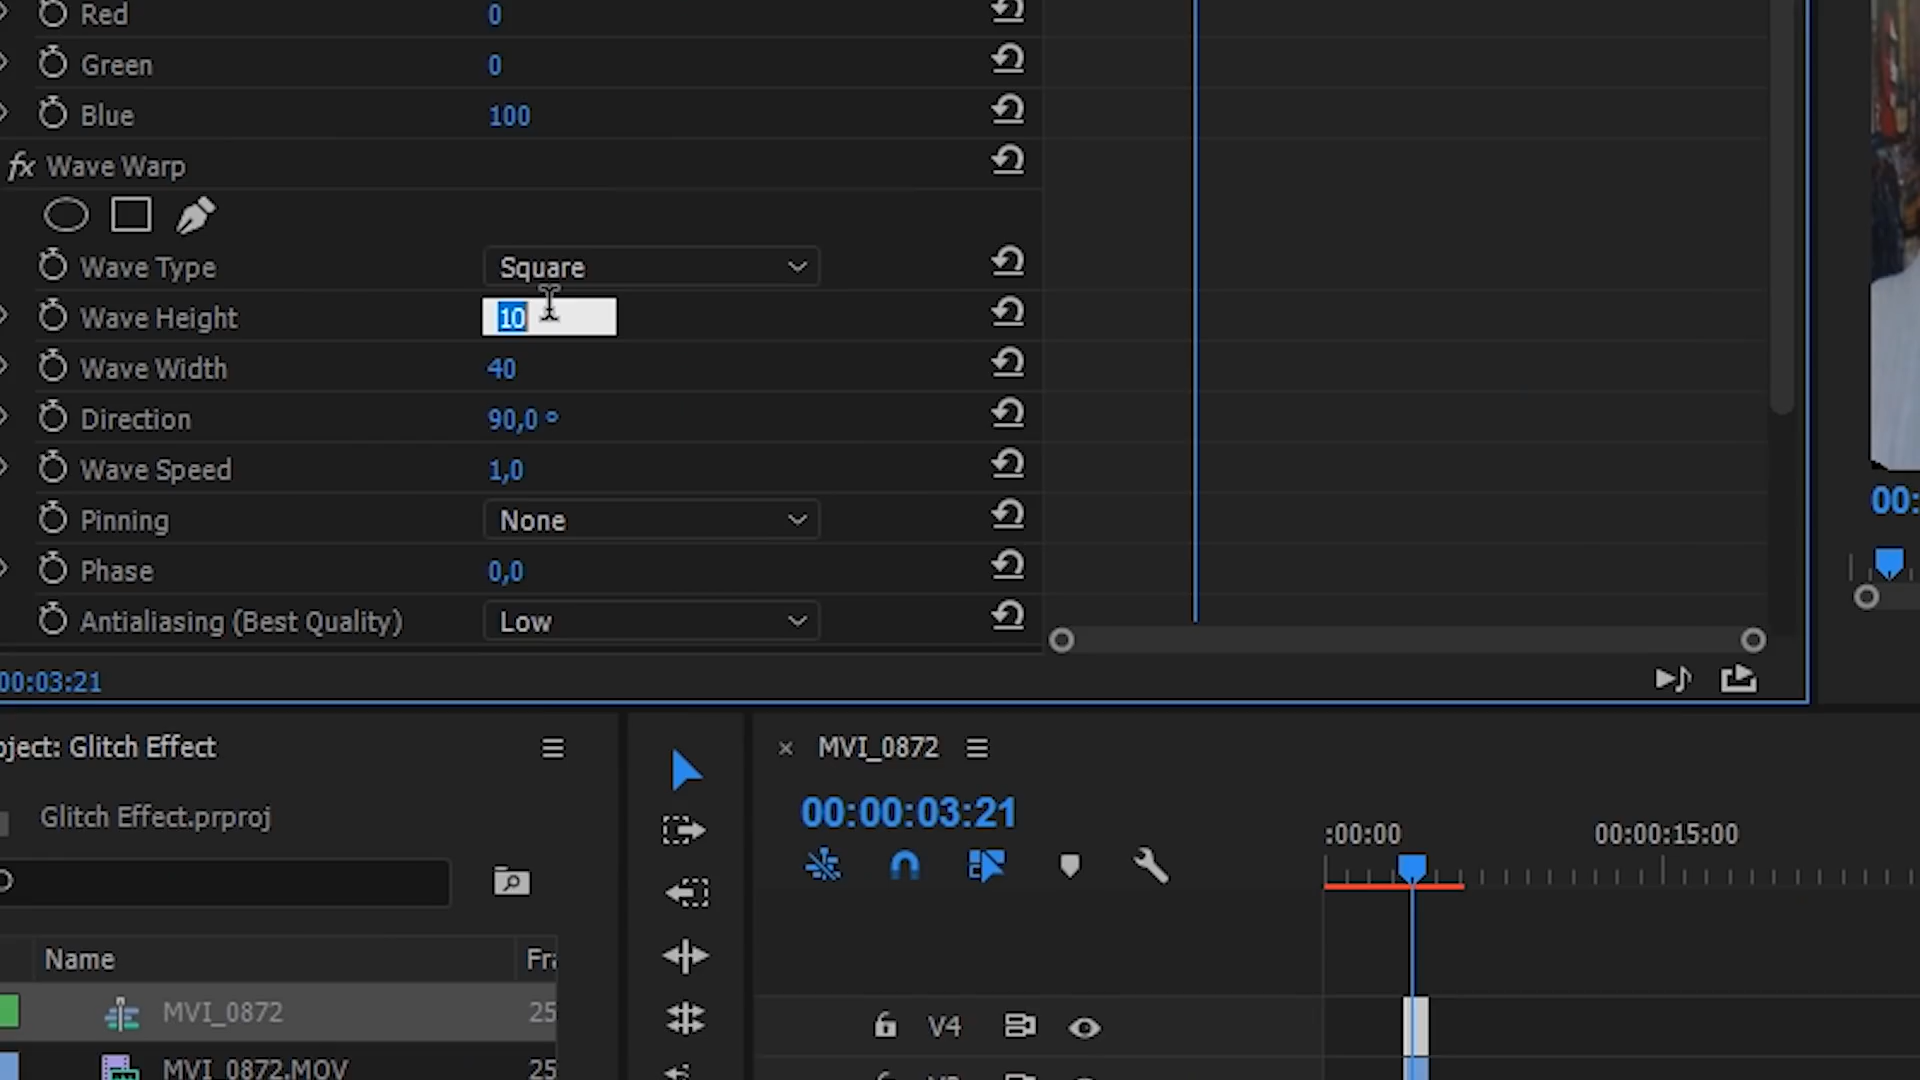 Red 0
Green 0
Blue 100
fx Wave Warp
Wave Type Square
Wave Height 10
Wave Width 40
Direction 90,0 °
Wave Speed 1,0
Pinning None
Phase 0,0
Antialiasing (Best Quality) Low
00:
00:03:21
oject: Glitch Effect
MVI_0872
Glitch Effect.prproj
00:00:03:21
:00:00 00:00:15:00
Name Fra
MVI_0872 25
V4
MVI_0872.MOV 25